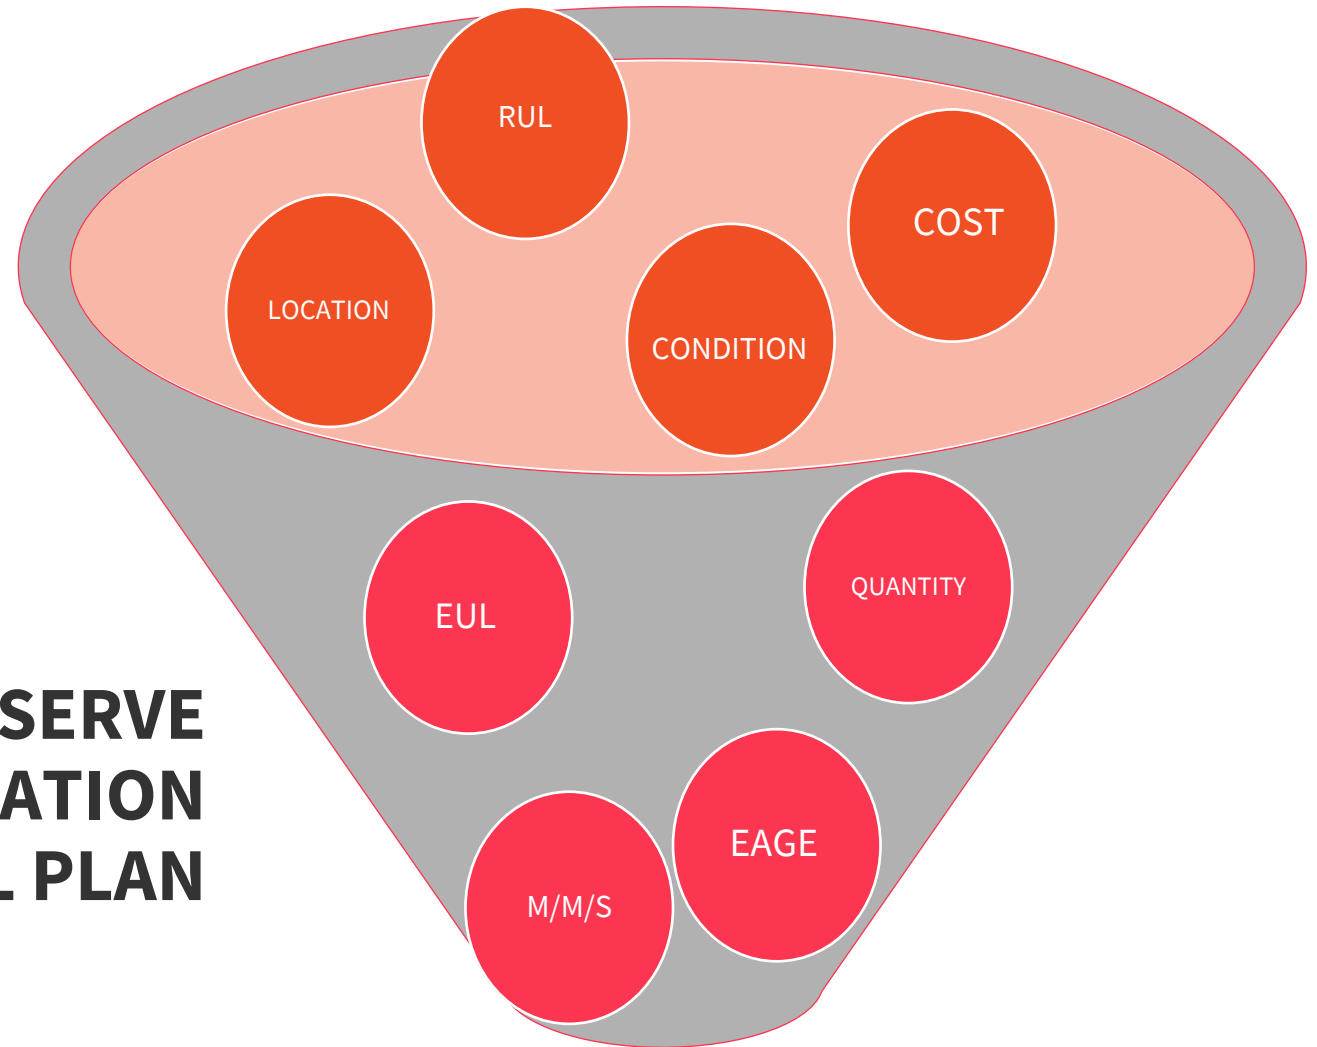 RUL
COST
LOCATION
CONDITION
EUL
QUANTITY
SERVE
ATION
PLAN
EAGE
M/M/S